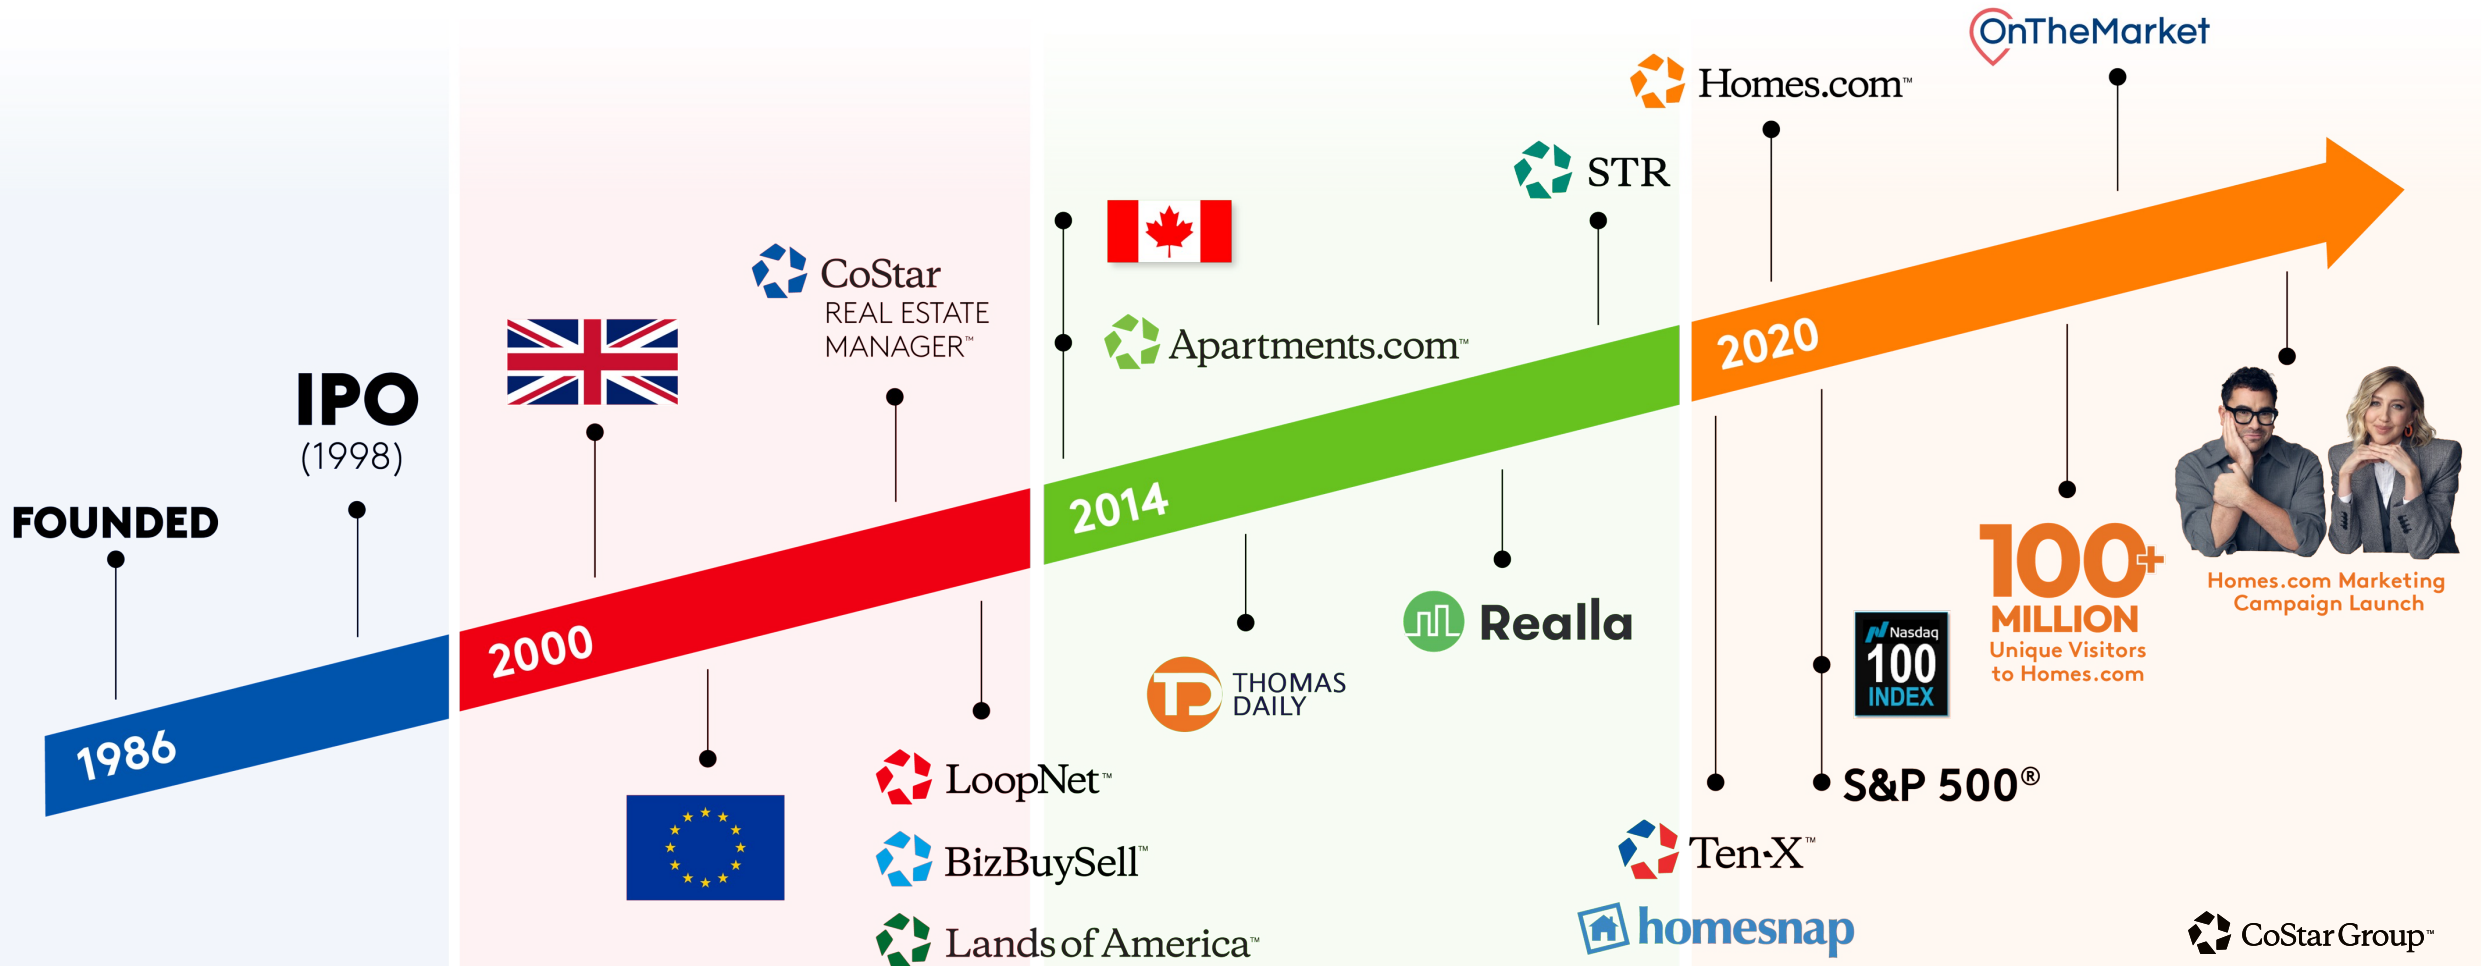 OnTheMarket
Homes.com™
STR
CoStar
REAL ESTATE
MANAGER™
Apartments.com™
2020
IPO
(1998)
FOUNDED
2014
100+
MILLION
Unique Visitors
to Homes.com
Homes.com Marketing
Campaign Launch
Realla
Nasdaq
100
INDEX
2000
THOMAS
DAILY
1986
LoopNet™
S&P 500®
BizBuySell™
Ten-X™
Lands of America™
homesnap
CoStar Group™